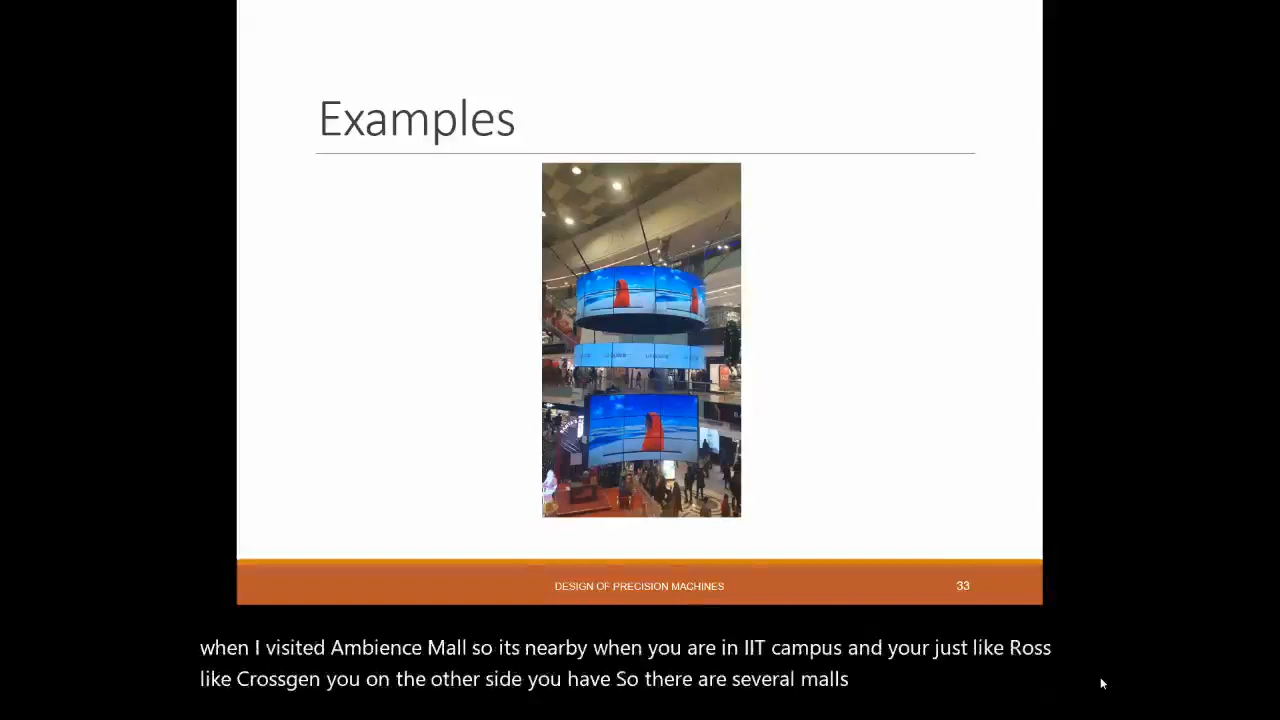 Examples
DESIGN OF PRECISION MACHINES
33
when I visited Ambience Mall so its nearby when you are in IIT campus and your just like Ross
like Crossgen you on the other side you have So there are several malls